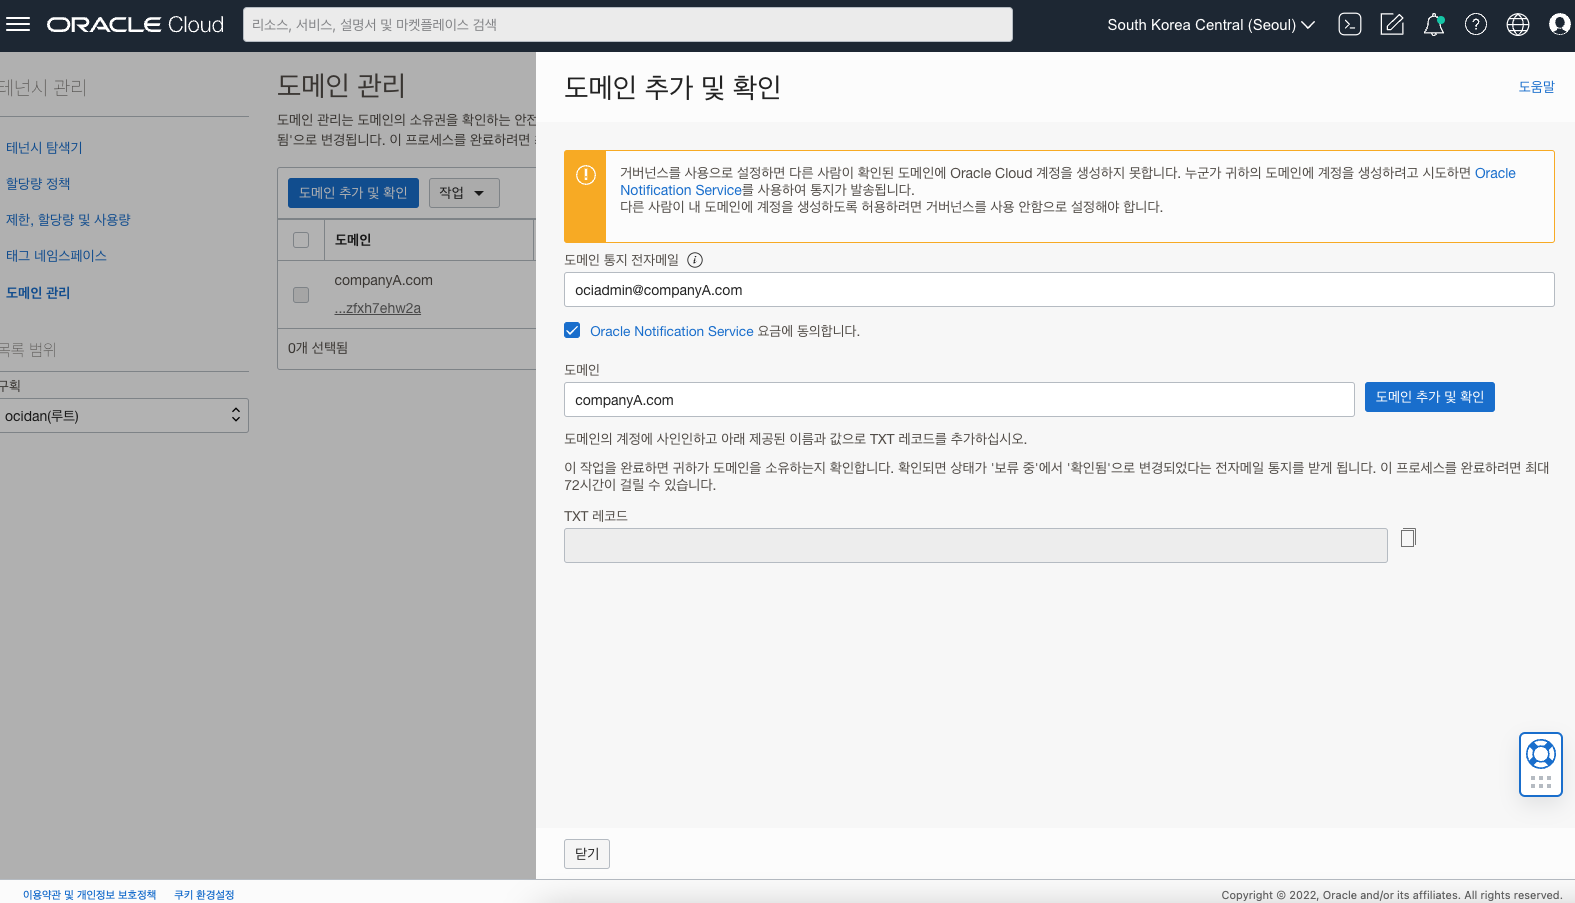 ORACLE Cloud
리소스, 서비스, 설명서 및 마켓플레이스 검색
South Korea Central (Seoul)
테넌시 관리
테넌시 탐색기
할당량 정책
제한, 할당량 및 사용량
태그 네임스페이스
도메인 관리
목록 범위
구획
ocidan(루트)
도메인 관리
도메인 관리는 도메인의 소유권을 확인하는 안전
됨'으로 변경됩니다. 이 프로세스를 완료하려면
도메인 추가 및 확인
작업
도메인
companyA.com
...zfxh7ehw2a
0개 선택됨
도메인 추가 및 확인
도움말
거버넌스를 사용으로 설정하면 다른 사람이 확인된 도메인에 Oracle Cloud 계정을 생성하지 못합니다. 누군가 귀하의 도메인에 계정을 생성하려고 시도하면 Oracle
Notification Service를 사용하여 통지가 발송됩니다.
다른 사람이 내 도메인에 계정을 생성하도록 허용하려면 거버넌스를 사용 안함으로 설정해야 합니다.
도메인 통지 전자메일
ociadmin@companyA.com
Oracle Notification Service 요금에 동의합니다.
도메인
companyA.com
도메인 추가 및 확인
도메인의 계정에 사인인하고 아래 제공된 이름과 값으로 TXT 레코드를 추가하십시오.
이 작업을 완료하면 귀하가 도메인을 소유하는지 확인합니다. 확인되면 상태가 '보류 중'에서 '확인됨'으로 변경되었다는 전자메일 통지를 받게 됩니다. 이 프로세스를 완료하려면 최대
72시간이 걸릴 수 있습니다.
TXT 레코드
닫기
이용약관 및 개인정보 보호정책
쿠키 환경설정
Copyright © 2022, Oracle and/or its affiliates. All rights reserved.